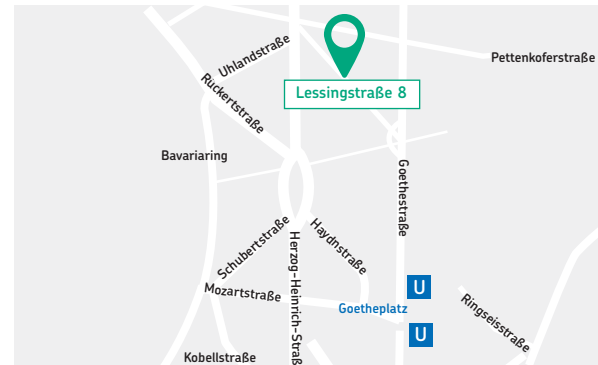 Uhlandstraße
Pettenkoferstraße
Rückertstraße
Lessingstraße 8
Bavariaring
Goethestraße
Schubertstraße
Haydnstraße
Herzog-Heinrich-Straß
Mozartstraße
Goetheplatz
U
U
Ringseisstraße
Kobellstraße